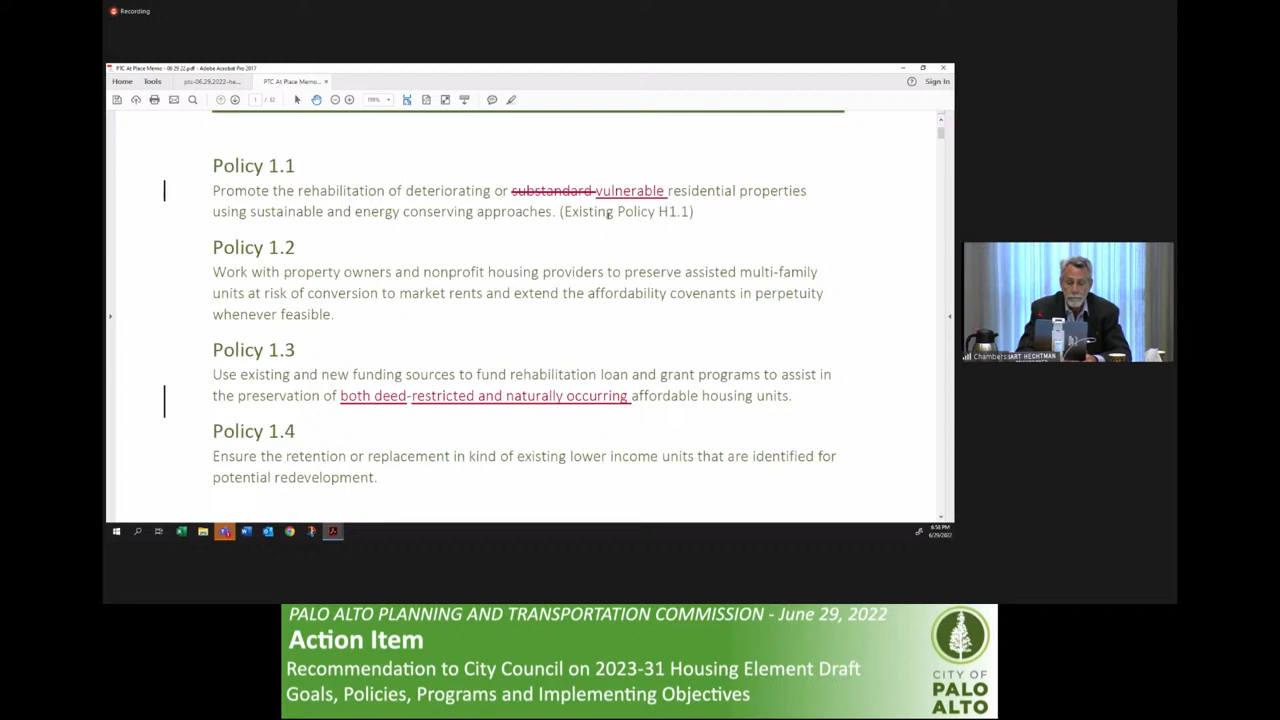 Recording
PTC At Place Memo - 06 29 22.pdf - Adobe Acrobat Pro 2017
Home Tools ptc-06.29.2022-he... PTC At Place Memo... × Sign In
1 / 32 199%
Policy 1.1
Promote the rehabilitation of deteriorating or substandard vulnerable residential properties
using sustainable and energy conserving approaches. (Existing Policy H1.1)
Policy 1.2
Work with property owners and nonprofit housing providers to preserve assisted multi-family
units at risk of conversion to market rents and extend the affordability covenants in perpetuity
whenever feasible.
Policy 1.3
Use existing and new funding sources to fund rehabilitation loan and grant programs to assist in
the preservation of both deed-restricted and naturally occurring affordable housing units.
Policy 1.4
Ensure the retention or replacement in kind of existing lower income units that are identified for
potential redevelopment.
6:58 PM
6/29/2022
Chambers
BART HECHTMAN
PALO ALTO PLANNING AND TRANSPORTATION COMMISSION - June 29, 2022
Action Item
Recommendation to City Council on 2023-31 Housing Element Draft
Goals, Policies, Programs and Implementing Objectives
CITY OF
PALO
ALTO